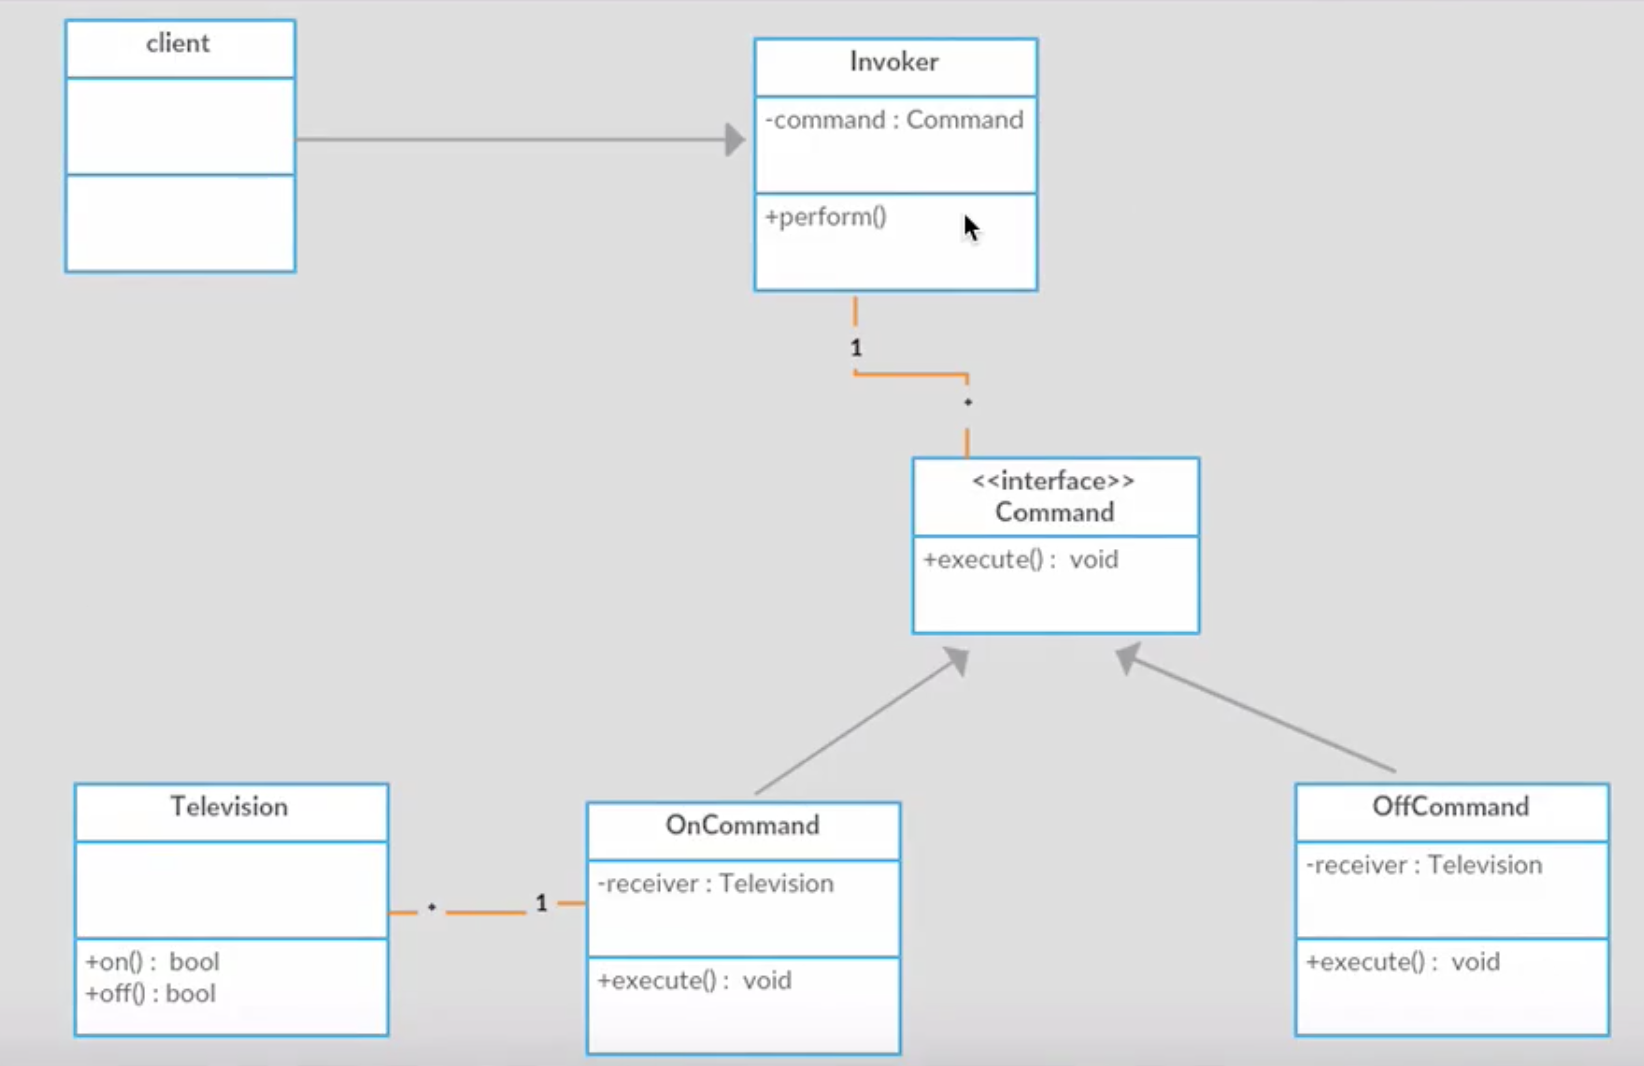 client
Invoker
-command : Command
+perform()
1
*
<<interface>>
Command
+execute() :  void
Television
+on() :  bool
+off() : bool
*
1
OnCommand
-receiver : Television
+execute() :  void
OffCommand
-receiver : Television
+execute() :  void